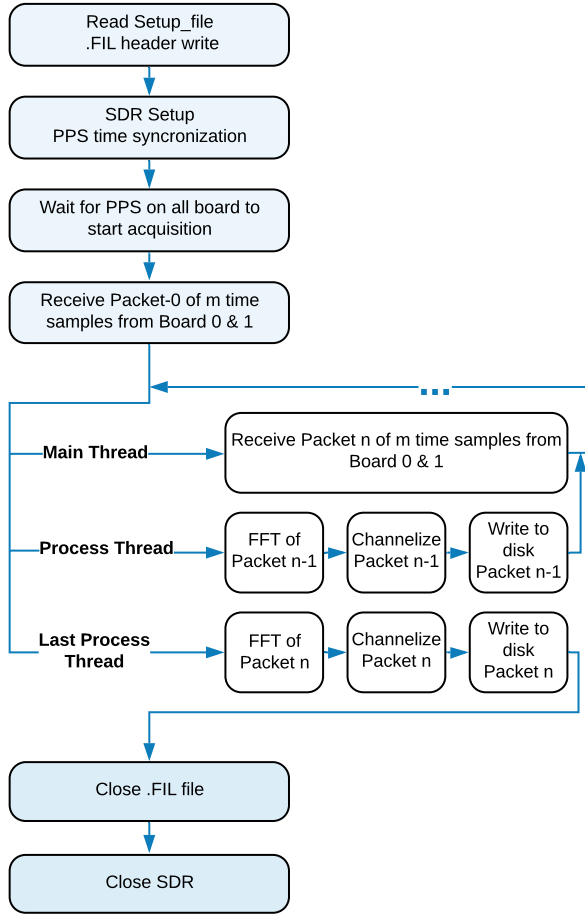 Read Setup_file
.FIL header write
SDR Setup
PPS time syncronization
Wait for PPS on all board to
start acquisition
Receive Packet-0 of m time
samples from Board 0 & 1
...
Main Thread
Receive Packet n of m time samples from
Board 0 & 1
Process Thread
FFT of
Packet n-1
Channelize
Packet n-1
Write to
disk
Packet n-1
Last Process
Thread
FFT of
Packet n
Channelize
Packet n
Write to
disk
Packet n
Close .FIL file
Close SDR